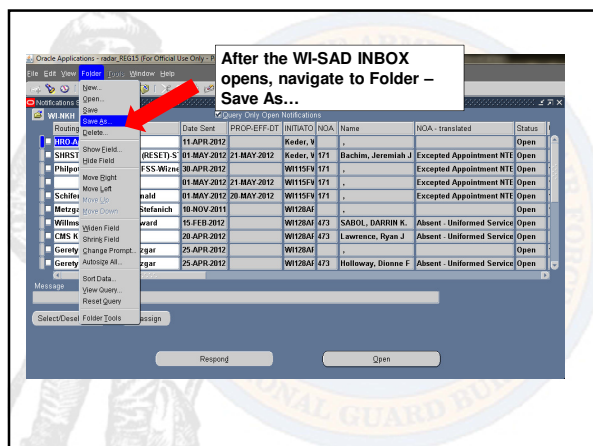 Oracle Applications - radar_REG15 (For Official Use Only - P
After the WI-SAD INBOX
opens, navigate to Folder –
Save As…
File Edit View Folder Tools Window Help
New...
Open...
Save
Save As...
Delete...
Show Field...
Hide Field
Move Right
Move Left
Move Up
Move Down
Widen Field
Shrink Field
Change Prompt...
Autosize All...
Sort Data...
View Query...
Reset Query
Folder Tools
Notifications S
WI-NKH
Query Only Open Notifications
Routing Date Sent PROP-EFF-DT INITIATO NOA Name NOA - translated Status
HRO.A 11-APR-2012 Keder, V , Open
SHRST (RESET)-ST 01-MAY-2012 21-MAY-2012 Keder, V 171 Bachim, Jeremiah J Excepted Appointment NTE Open
Philpot FSS-Wizne 30-APR-2012 WI115FV 171 , Excepted Appointment NTE Open
01-MAY-2012 21-MAY-2012 WI115FV 171 , Excepted Appointment NTE Open
Schifer nald 01-MAY-2012 20-MAY-2012 WI115FV 171 , Excepted Appointment NTE Open
Metzga Stefanich 10-NOV-2011 WI128AF , Open
Willms ward 15-FEB-2012 WI128AF 473 SABOL, DARRIN K. Absent - Uniformed Service Open
CMS K 20-APR-2012 WI128AF 473 Lawrence, Ryan J Absent - Uniformed Service Open
Gerety zgar 25-APR-2012 WI128AF , Open
Gerety zgar 25-APR-2012 WI128AF 473 Holloway, Dionne F Absent - Uniformed Service Open
Message
Select/Desel assign
Respond Open
NAL GUARD BUR